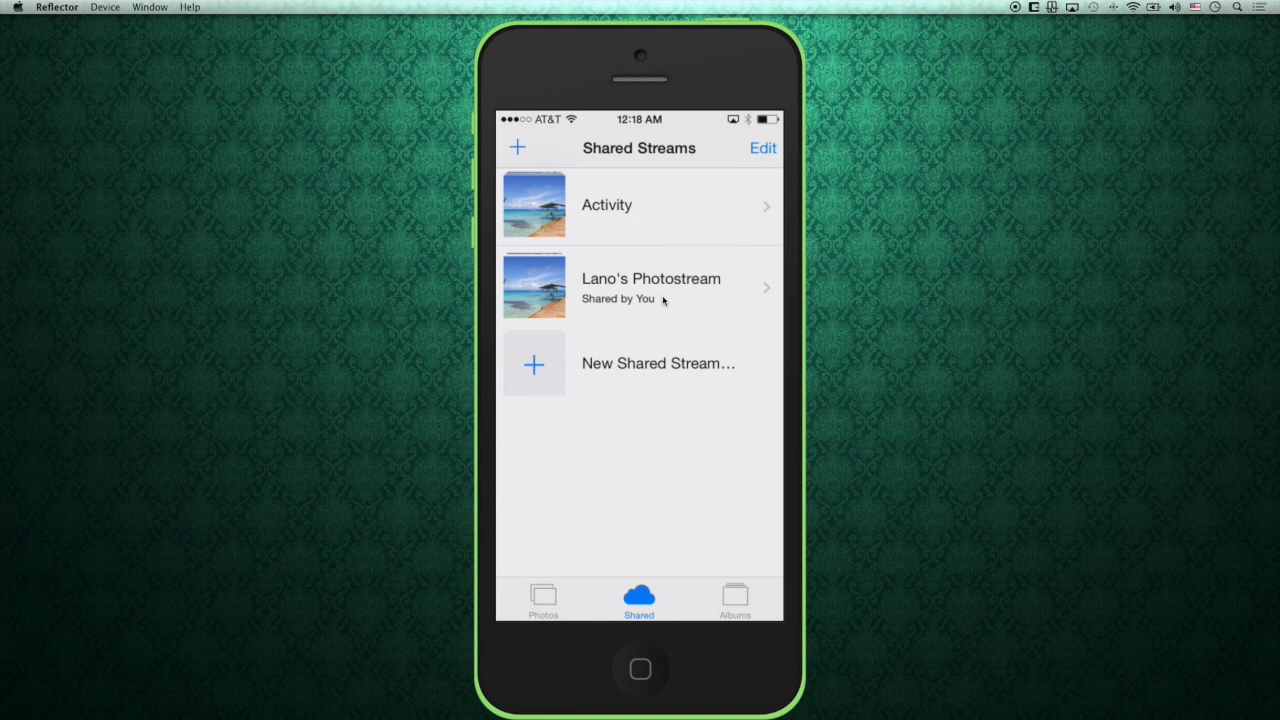 Reflector Device Window Help
AT&T 12:18 AM
Shared Streams Edit
Activity
Lano's Photostream
Shared by You
New Shared Stream...
Photos Shared Albums